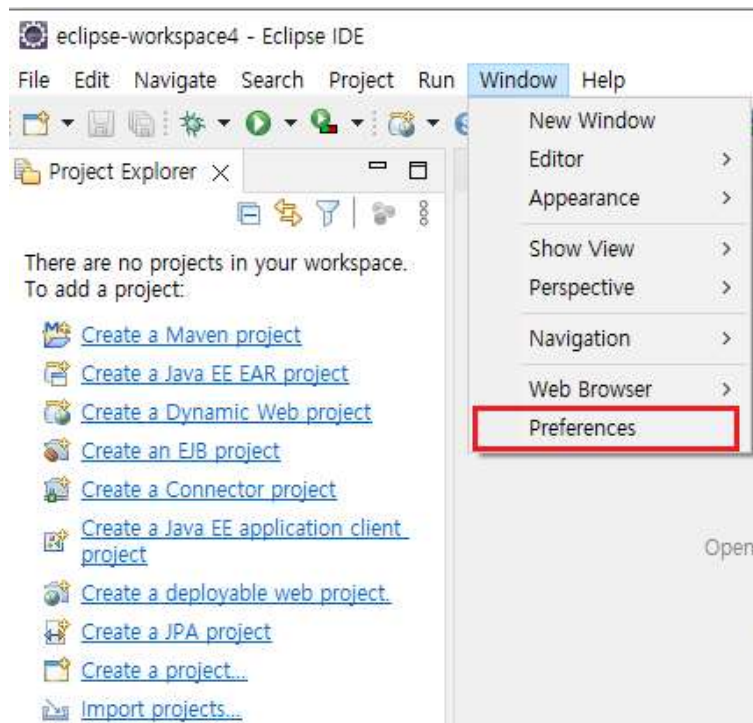 eclipse-workspace4 - Eclipse IDE
File Edit Navigate Search Project Run Window Help
Project Explorer
There are no projects in your workspace.
To add a project:
Create a Maven project
Create a Java EE EAR project
Create a Dynamic Web project
Create an EJB project
Create a Connector project
Create a Java EE application client
project
Create a deployable web project.
Create a JPA project
Create a project...
Import projects...
New Window
Editor
Appearance
Show View
Perspective
Navigation
Web Browser
Preferences
Open